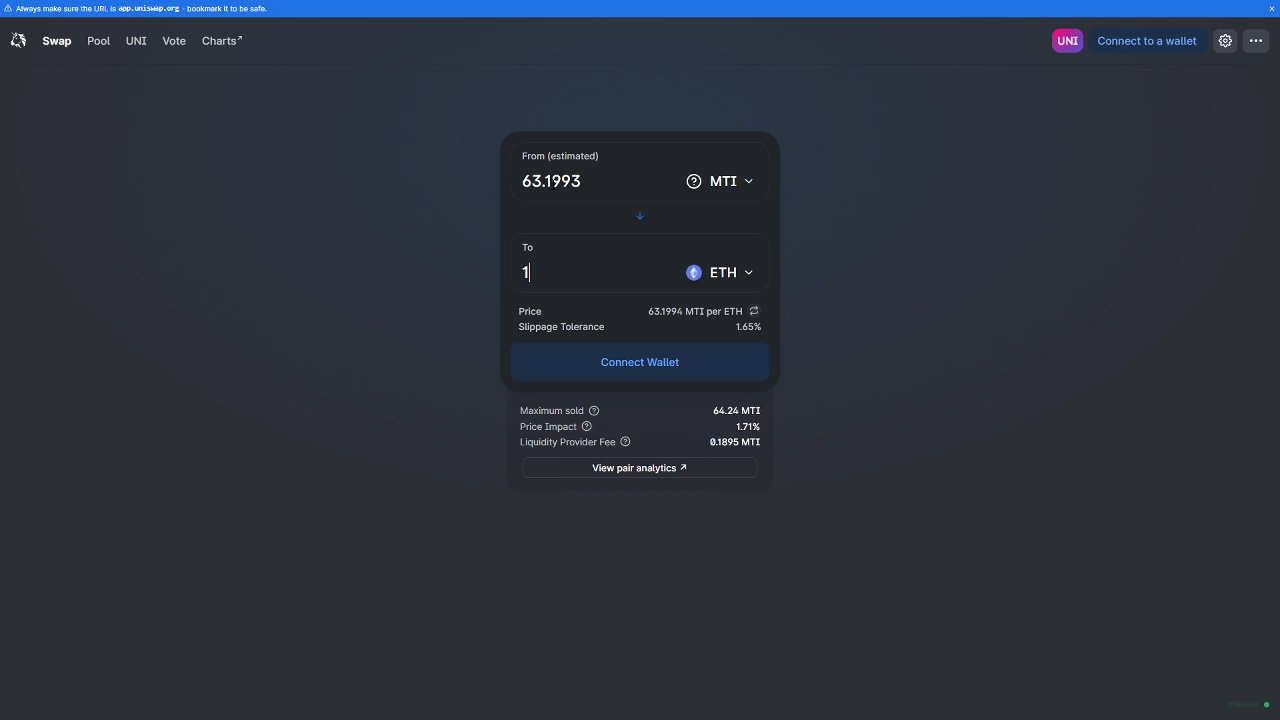 Always make sure the URL is app.uniswap.org - bookmark it to be safe.
Swap Pool UNI Vote Charts↗ UNI Connect to a wallet
From (estimated)
63.1993 MTI
To
1 ETH
Price 63.1994 MTI per ETH
Slippage Tolerance 1.65%
Connect Wallet
Maximum sold 64.24 MTI
Price Impact 1.71%
Liquidity Provider Fee 0.1895 MTI
View pair analytics ↗